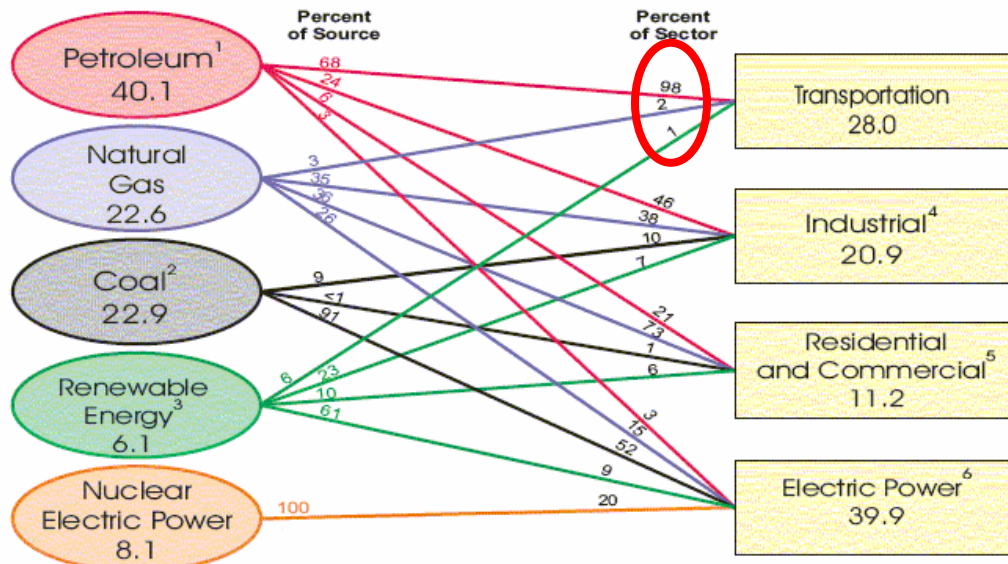 Percent
of Source
Percent
of Sector
Petroleum1
40.1
Natural
Gas
22.6
Coal2
22.9
Renewable
Energy3
6.1
Nuclear
Electric Power
8.1
68
24
6
3
3
35
36
26
9
<1
91
6
23
10
61
100
98
2
1
46
38
10
7
21
73
1
6
3
15
52
9
20
Transportation
28.0
Industrial4
20.9
Residential
and Commercial5
11.2
Electric Power6
39.9